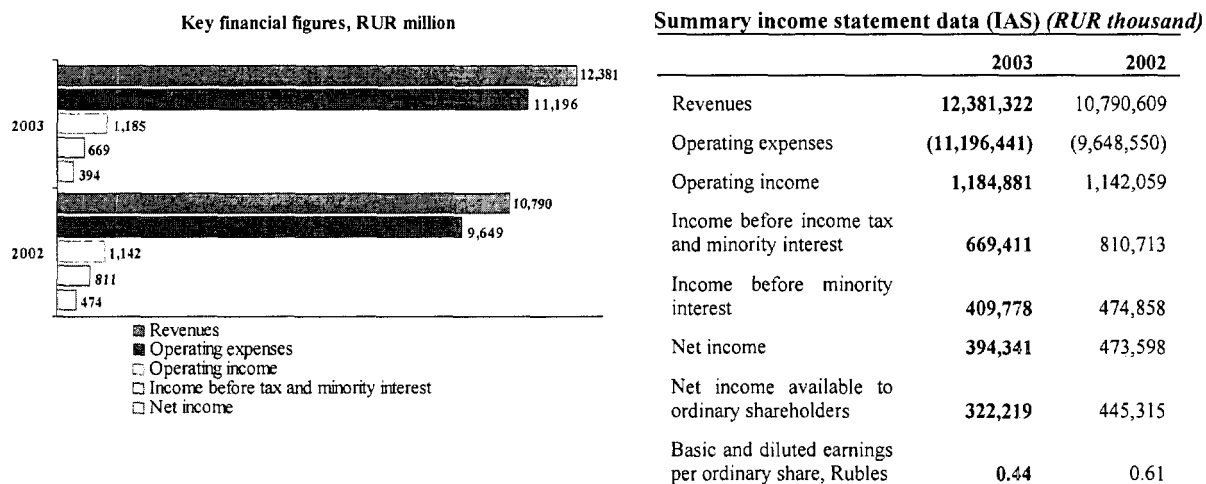 Key financial figures, RUR million
12,381
11,196
2003
1,185
669
394
10,790
9,649
2002
1,142
811
474
Revenues
Operating expenses
Operating income
Income before tax and minority interest
Net income
Summary income statement data (IAS) (RUR thousand)
2003 2002
Revenues 12,381,322 10,790,609
Operating expenses (11,196,441) (9,648,550)
Operating income 1,184,881 1,142,059
Income before income tax
and minority interest 669,411 810,713
Income before minority
interest 409,778 474,858
Net income 394,341 473,598
Net income available to
ordinary shareholders 322,219 445,315
Basic and diluted earnings
per ordinary share, Rubles 0.44 0.61